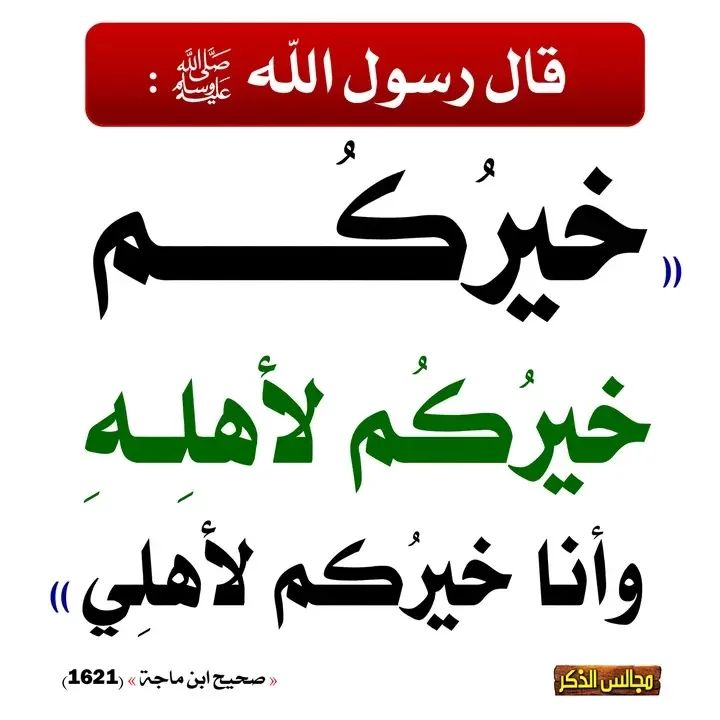 قال رسول الله ﷺ :
(( خيرُكُم
خيرُكُم لأهلِهِ
وأنا خيرُكم لأهلِي ))
« صحيح ابن ماجة » (1621)
مجالس الذكر